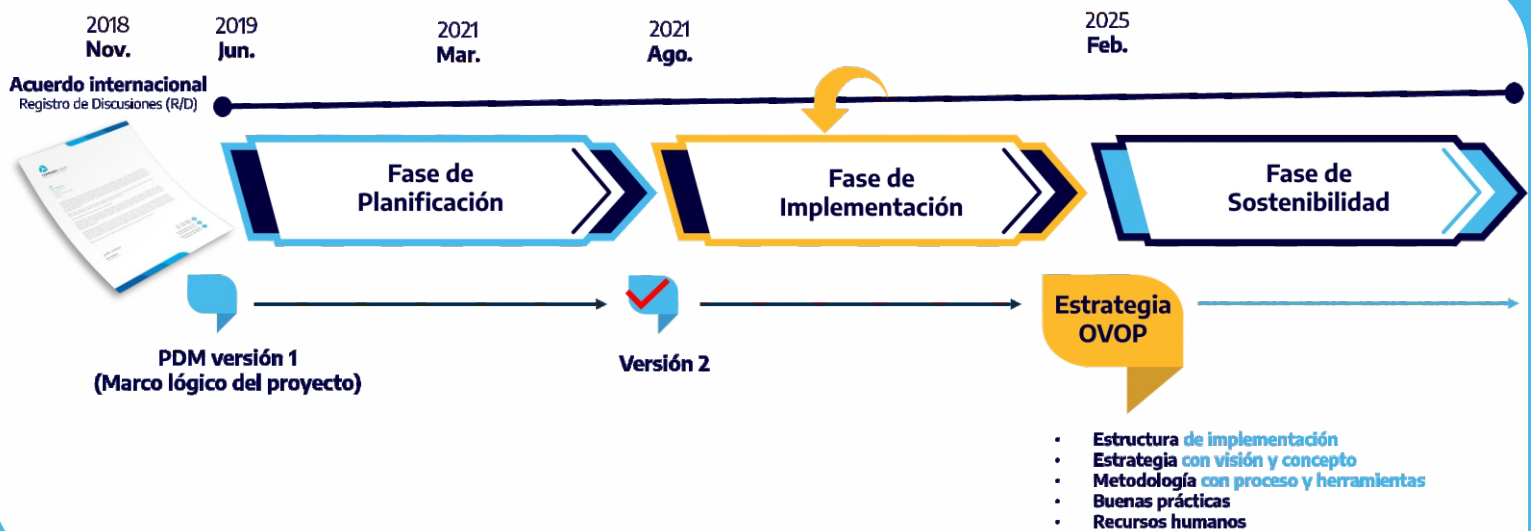 2018
Nov.
2019
Jun.
2021
Mar.
2021
Ago.
2025
Feb.
Acuerdo internacional
Registro de Discusiones (R/D)
Fase de
Planificación
Fase de
Implementación
Fase de
Sostenibilidad
PDM versión 1
(Marco lógico del proyecto)
Versión 2
Estrategia
OVOP
• Estructura de implementación
• Estrategia con visión y concepto
• Metodología con proceso y herramientas
• Buenas prácticas
• Recursos humanos